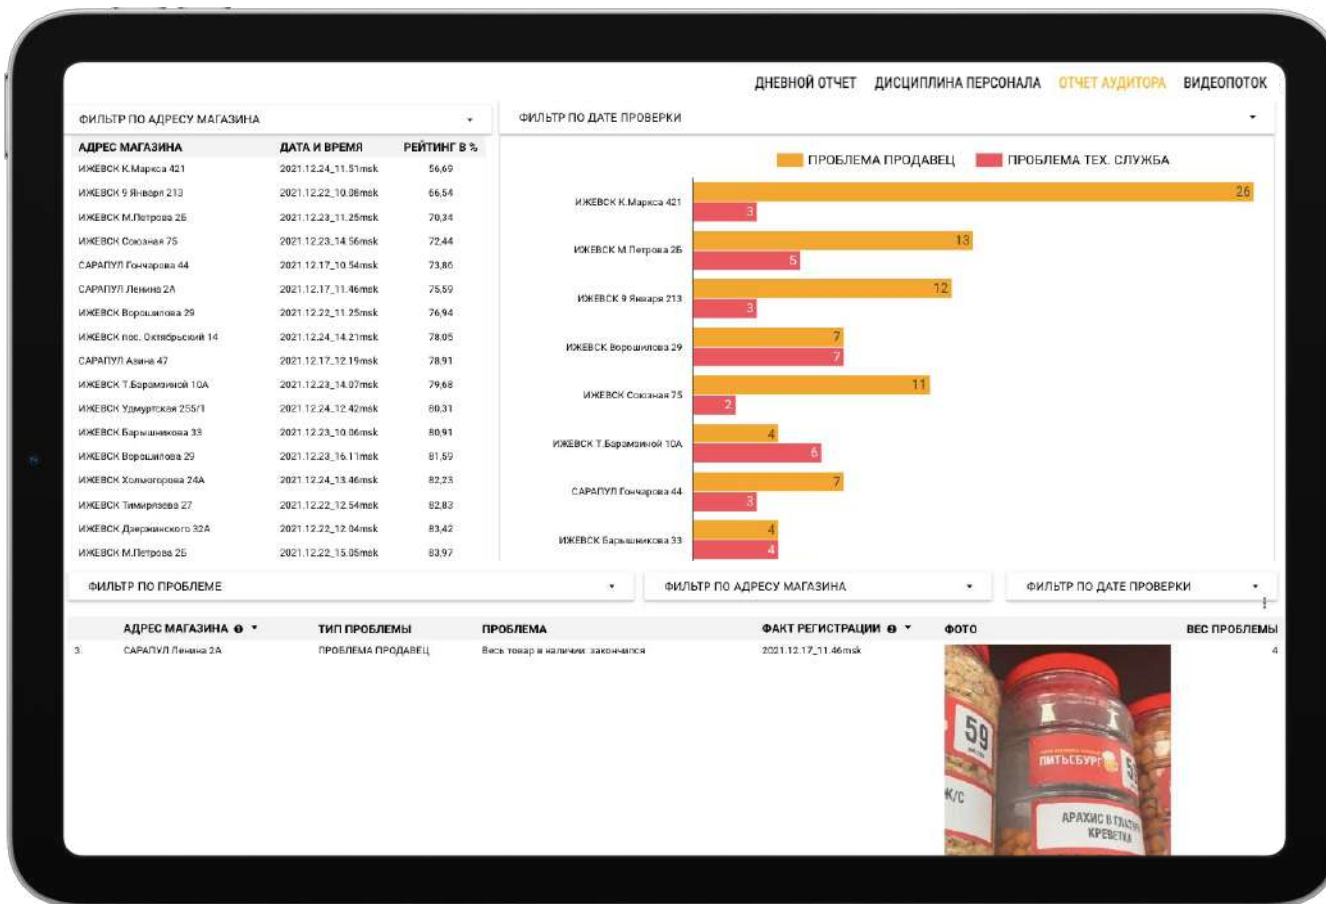 ДНЕВНОЙ ОТЧЕТ ДИСЦИПЛИНА ПЕРСОНАЛА ОТЧЕТ АУДИТОРА ВИДЕОПОТОК
ФИЛЬТР ПО АДРЕСУ МАГАЗИНА
АДРЕС МАГАЗИНА ДАТА И ВРЕМЯ РЕЙТИНГ В %
ИЖЕВСК К.Маркса 421 2021.12.24_11.51msk 56,69
ИЖЕВСК 9 Января 213 2021.12.22_10.08msk 66,54
ИЖЕВСК М.Петрова 2Б 2021.12.23_11.25msk 70,34
ИЖЕВСК Союзная 75 2021.12.23_14.56msk 72,44
САРАПУЛ Гончарова 44 2021.12.17_10.54msk 73,86
САРАПУЛ Ленина 2А 2021.12.17_11.46msk 75,59
ИЖЕВСК Ворошилова 29 2021.12.22_11.25msk 76,94
ИЖЕВСК пос. Октябрьский 14 2021.12.24_14.21msk 78,05
САРАПУЛ Азина 47 2021.12.17_12.19msk 78,91
ИЖЕВСК Т.Барамзиной 10А 2021.12.23_14.07msk 79,68
ИЖЕВСК Удмуртская 255/1 2021.12.24_12.42msk 80,31
ИЖЕВСК Барышникова 33 2021.12.23_10.06msk 80,91
ИЖЕВСК Ворошилова 29 2021.12.23_16.11msk 81,59
ИЖЕВСК Холмогорова 24А 2021.12.24_13.46msk 82,23
ИЖЕВСК Тимирязева 27 2021.12.22_12.54msk 82,83
ИЖЕВСК Дзержинского 32А 2021.12.22_12.04msk 83,42
ИЖЕВСК М.Петрова 2Б 2021.12.22_15.05msk 83,97
ФИЛЬТР ПО ДАТЕ ПРОВЕРКИ
ПРОБЛЕМА ПРОДАВЕЦ ПРОБЛЕМА ТЕХ. СЛУЖБА
ИЖЕВСК К.Маркса 421 26
3
ИЖЕВСК М.Петрова 2Б 13
5
ИЖЕВСК 9 Января 213 12
3
ИЖЕВСК Ворошилова 29 7
7
ИЖЕВСК Союзная 75 11
2
ИЖЕВСК Т.Барамзиной 10А 4
6
САРАПУЛ Гончарова 44 7
3
ИЖЕВСК Барышникова 33 4
4
ФИЛЬТР ПО ПРОБЛЕМЕ ФИЛЬТР ПО АДРЕСУ МАГАЗИНА ФИЛЬТР ПО ДАТЕ ПРОВЕРКИ
АДРЕС МАГАЗИНА ТИП ПРОБЛЕМЫ ПРОБЛЕМА ФАКТ РЕГИСТРАЦИИ ФОТО ВЕС ПРОБЛЕМЫ
3. САРАПУЛ Ленина 2А ПРОБЛЕМА ПРОДАВЕЦ Весь товар в наличии: закончился 2021.12.17_11.46msk 4
59
ПИТЬСБУРГ
Ж/С
АРАХИС В
КРЕВЕТКА